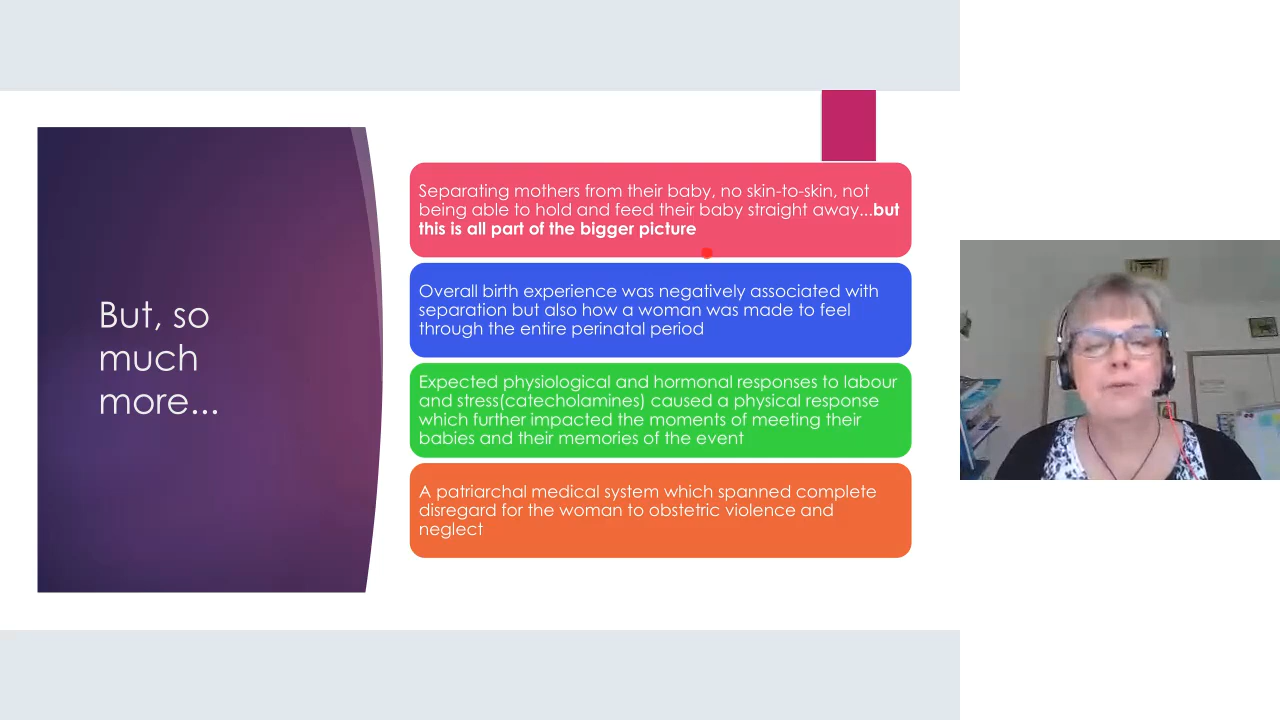 But, so
much
more...
Separating mothers from their baby, no skin-to-skin, not
being able to hold and feed their baby straight away...but
this is all part of the bigger picture
Overall birth experience was negatively associated with
separation but also how a woman was made to feel
through the entire perinatal period
Expected physiological and hormonal responses to labour
and stress(catecholamines) caused a physical response
which further impacted the moments of meeting their
babies and their memories of the event
A patriarchal medical system which spanned complete
disregard for the woman to obstetric violence and
neglect